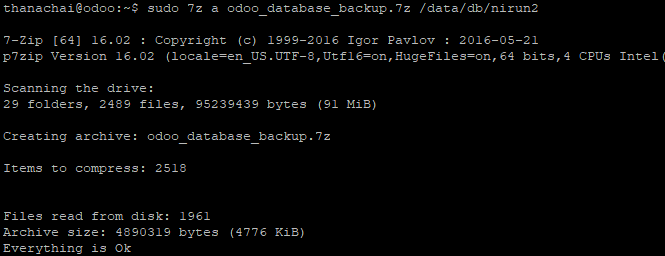 thanachai@odoo:~$ sudo 7z a odoo_database_backup.7z /data/db/nirun2
7-Zip [64] 16.02 : Copyright (c) 1999-2016 Igor Pavlov : 2016-05-21
p7zip Version 16.02 (locale=en_US.UTF-8,Utf16=on,HugeFiles=on,64 bits,4 CPUs Intel(
Scanning the drive:
29 folders, 2489 files, 95239439 bytes (91 MiB)
Creating archive: odoo_database_backup.7z
Items to compress: 2518
Files read from disk: 1961
Archive size: 4890319 bytes (4776 KiB)
Everything is Ok